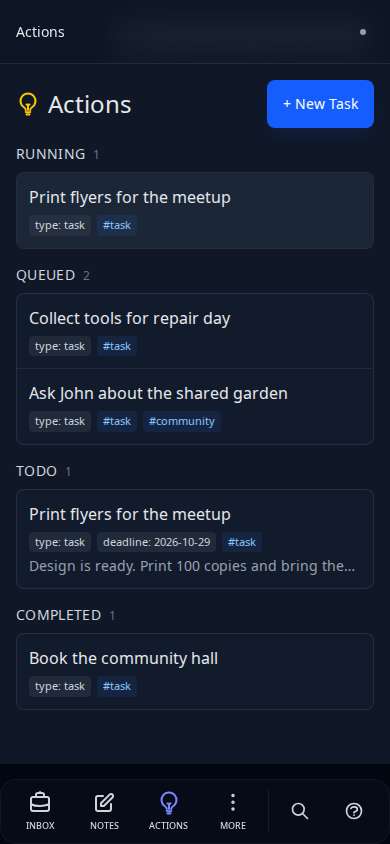 Actions
Actions
+ New Task
RUNNING 1
Print flyers for the meetup
type: task #task
QUEUED 2
Collect tools for repair day
type: task #task
Ask John about the shared garden
type: task #task #community
TODO 1
Print flyers for the meetup
type: task deadline: 2026-10-29 #task
Design is ready. Print 100 copies and bring the...
COMPLETED 1
Book the community hall
type: task #task
INBOX NOTES ACTIONS MORE